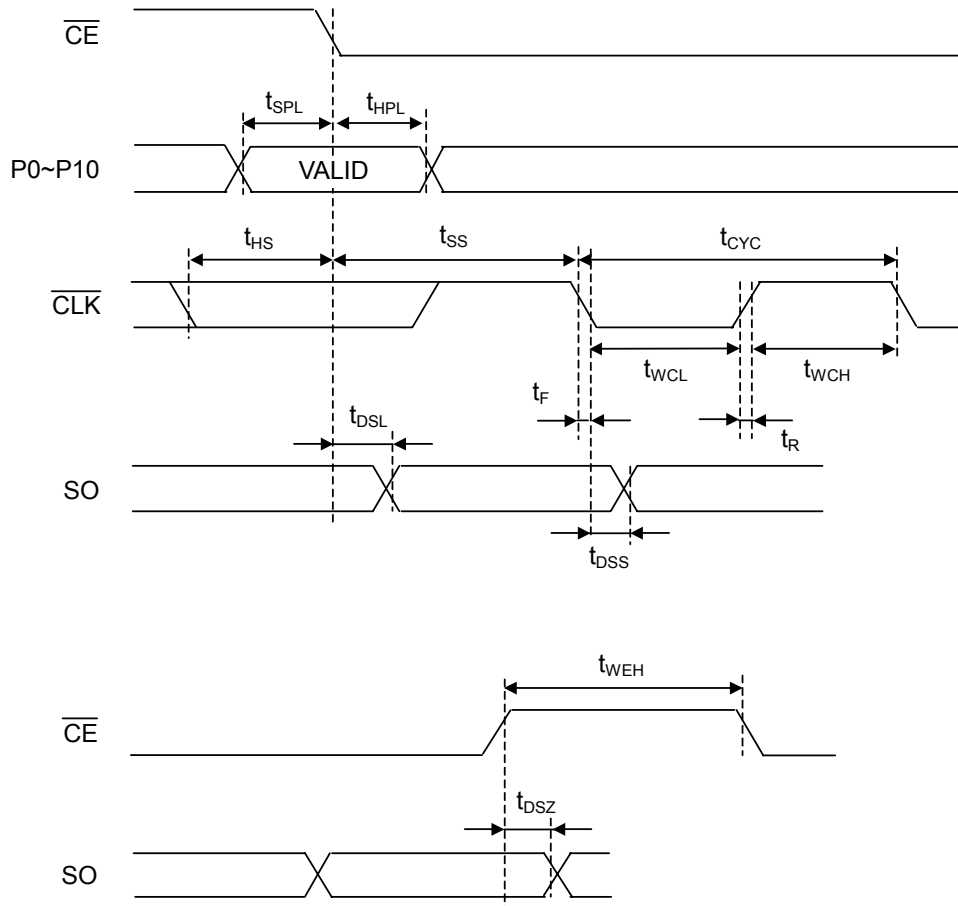 CE
tSPL tHPL
P0~P10 VALID
tHS tSS tCYC
CLK
tWCL tWCH
tF
tDSL
tR
SO
tDSS
tWEH
CE
tDSZ
SO